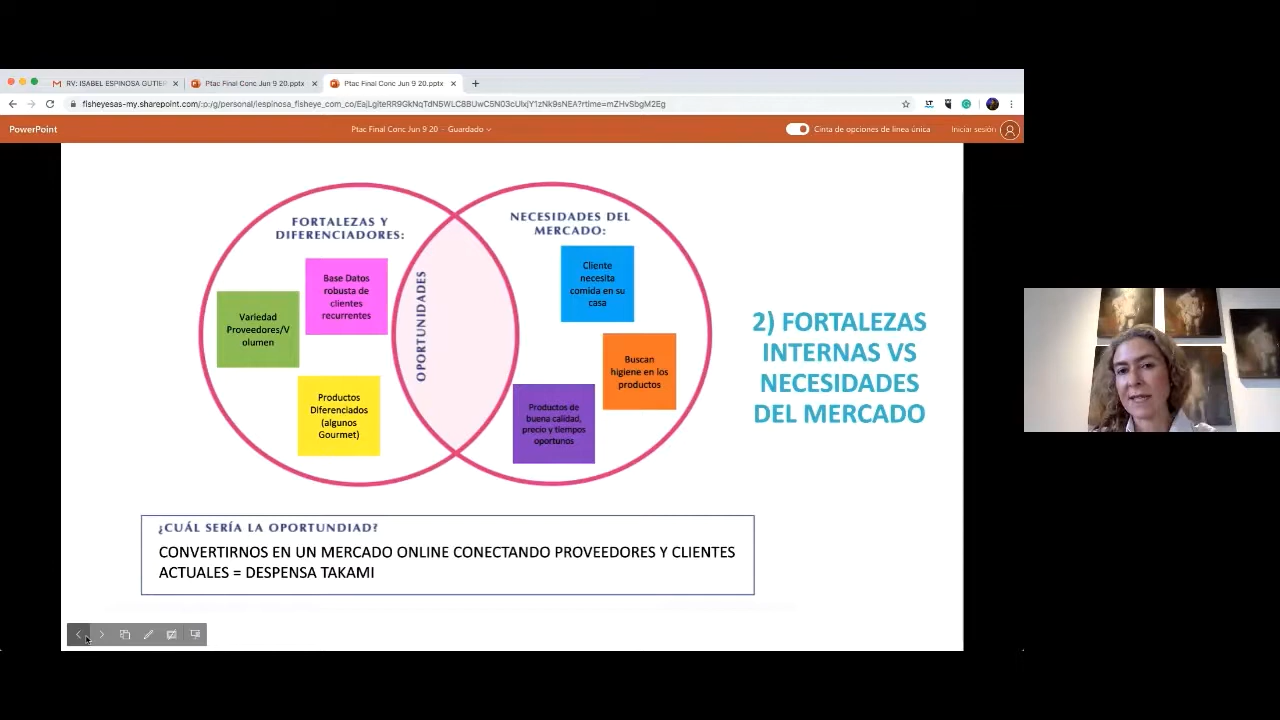 RV: ISABEL ESPINOSA GUTIER
Ptac Final Conc Jun 9 20.pptx
Ptac Final Conc Jun 9 20.pptx
PowerPoint
Ptac Final Conc Jun 9 20 - Guardado
Cinta de opciones de línea única
Iniciar sesión
FORTALEZAS Y
DIFERENCIADORES:
NECESIDADES DEL
MERCADO:
Base Datos
robusta de
clientes
recurrentes
Variedad
Proveedores/V
olumen
Productos
Diferenciados
(algunos
Gourmet)
OPORTUNIDADES
Cliente
necesita
comida en su
casa
Buscan
higiene en los
productos
Productos de
buena calidad,
precio y tiempos
oportunos
2) FORTALEZAS
INTERNAS VS
NECESIDADES
DEL MERCADO
¿CUÁL SERÍA LA OPORTUNDIAD?
CONVERTIRNOS EN UN MERCADO ONLINE CONECTANDO PROVEEDORES Y CLIENTES
ACTUALES = DESPENSA TAKAMI